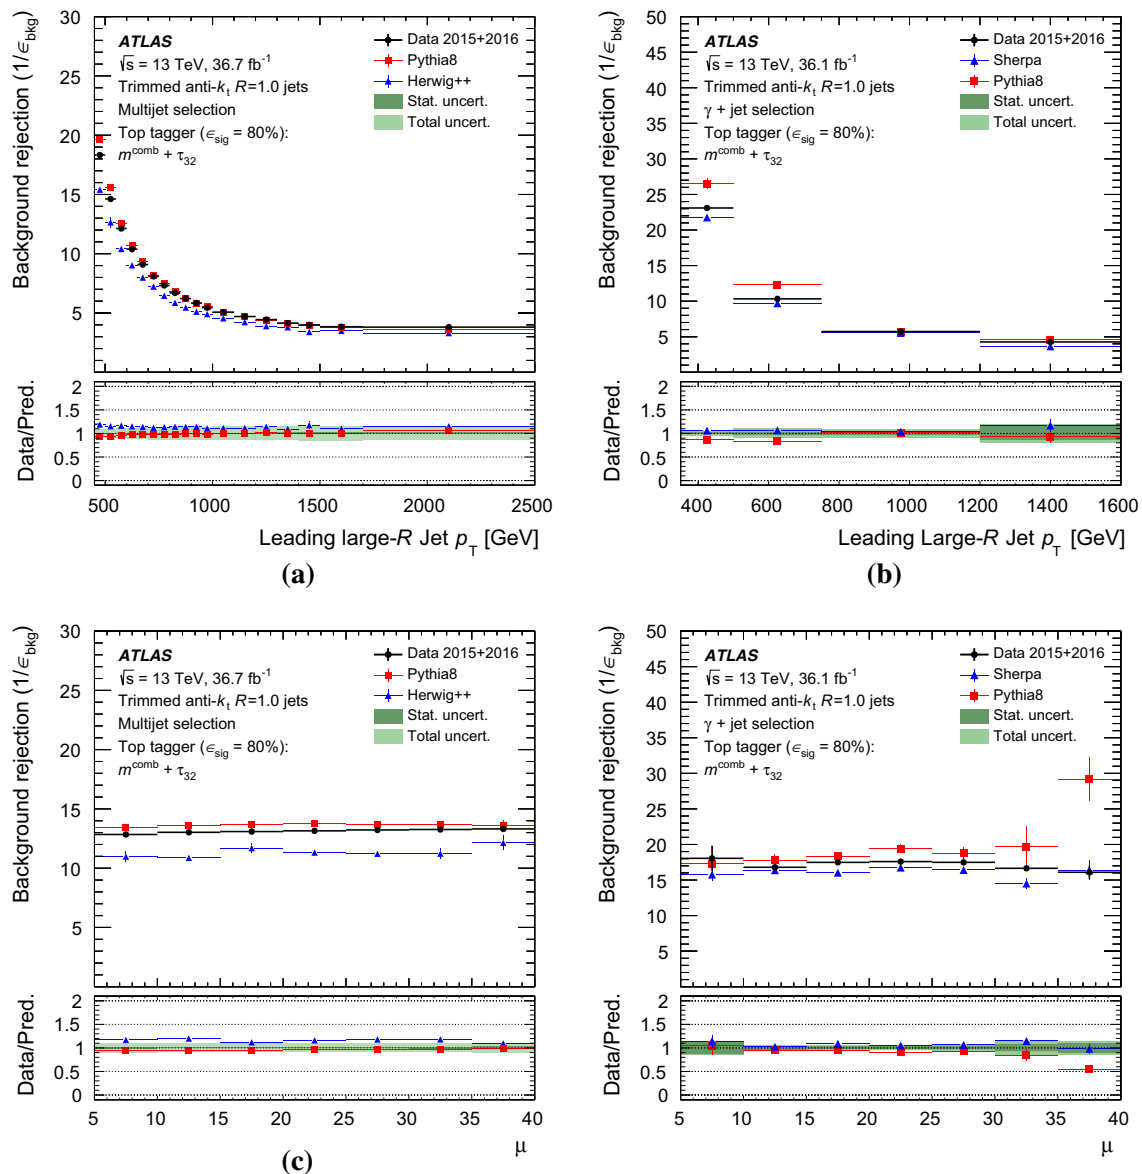 Background rejection (1/ϵbkg)
30
25
20
15
10
5
ATLAS
√s = 13 TeV, 36.7 fb⁻¹
Trimmed anti-kt R=1.0 jets
Multijet selection
Top tagger (ϵsig = 80%):
mcomb + τ32
Data 2015+2016
Pythia8
Herwig++
Stat. uncert.
Total uncert.
Data/Pred.
2
1.5
1
0.5
0
500 1000 1500 2000 2500
Leading large-R Jet pT [GeV]
(a)
Background rejection (1/ϵbkg)
50
45
40
35
30
25
20
15
10
5
ATLAS
√s = 13 TeV, 36.1 fb⁻¹
Trimmed anti-kt R=1.0 jets
γ + jet selection
Top tagger (ϵsig = 80%):
mcomb + τ32
Data 2015+2016
Sherpa
Pythia8
Stat. uncert.
Total uncert.
Data/Pred.
2
1.5
1
0.5
0
400 600 800 1000 1200 1400 1600
Leading Large-R Jet pT [GeV]
(b)
Background rejection (1/ϵbkg)
30
25
20
15
10
5
ATLAS
√s = 13 TeV, 36.7 fb⁻¹
Trimmed anti-kt R=1.0 jets
Multijet selection
Top tagger (ϵsig = 80%):
mcomb + τ32
Data 2015+2016
Pythia8
Herwig++
Stat. uncert.
Total uncert.
Data/Pred.
2
1.5
1
0.5
0
5 10 15 20 25 30 35 40
μ
(c)
Background rejection (1/ϵbkg)
50
45
40
35
30
25
20
15
10
5
ATLAS
√s = 13 TeV, 36.1 fb⁻¹
Trimmed anti-kt R=1.0 jets
γ + jet selection
Top tagger (ϵsig = 80%):
mcomb + τ32
Data 2015+2016
Sherpa
Pythia8
Stat. uncert.
Total uncert.
Data/Pred.
2
1.5
1
0.5
0
5 10 15 20 25 30 35 40
μ